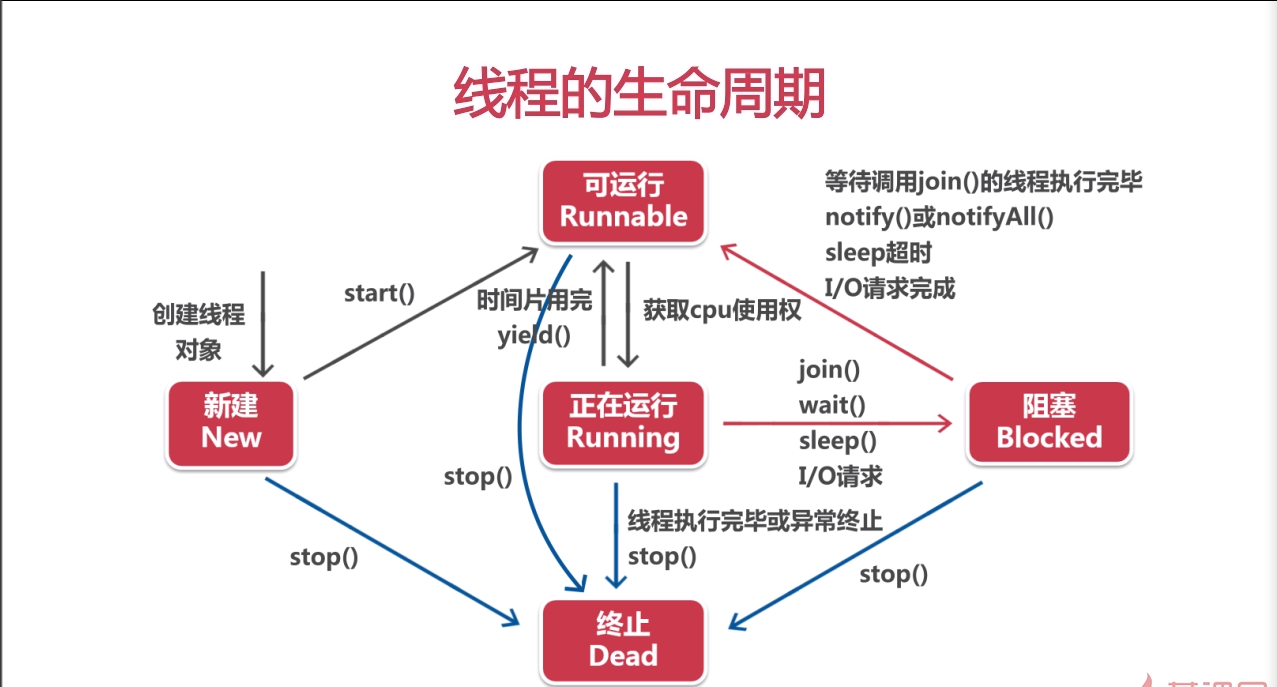 线程的生命周期
可运行
Runnable
等待调用join()的线程执行完毕
notify()或notifyAll()
sleep超时
I/O请求完成
创建线程
对象
start()
时间片用完
yield()
获取cpu使用权
新建
New
正在运行
Running
join()
wait()
sleep()
I/O请求
阻塞
Blocked
stop()
stop()
线程执行完毕或异常终止
stop()
stop()
终止
Dead